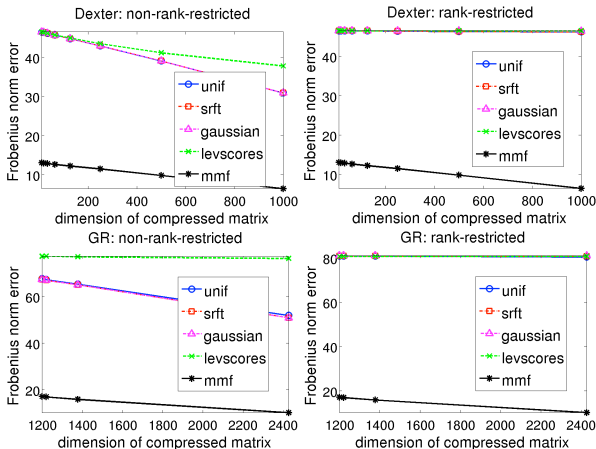 Dexter: non-rank-restricted
Frobenius norm error
40
30
20
10
200
400
600
800
1000
dimension of compressed matrix
unif
srft
gaussian
levscores
mmf
Dexter: rank-restricted
Frobenius norm error
40
30
20
10
200
400
600
800
1000
dimension of compressed matrix
unif
srft
gaussian
levscores
mmf
GR: non-rank-restricted
Frobenius norm error
60
40
20
1200
1400
1600
1800
2000
2200
2400
dimension of compressed matrix
unif
srft
gaussian
levscores
mmf
GR: rank-restricted
Frobenius norm error
80
60
40
20
1200
1400
1600
1800
2000
2200
2400
dimension of compressed matrix
unif
srft
gaussian
levscores
mmf